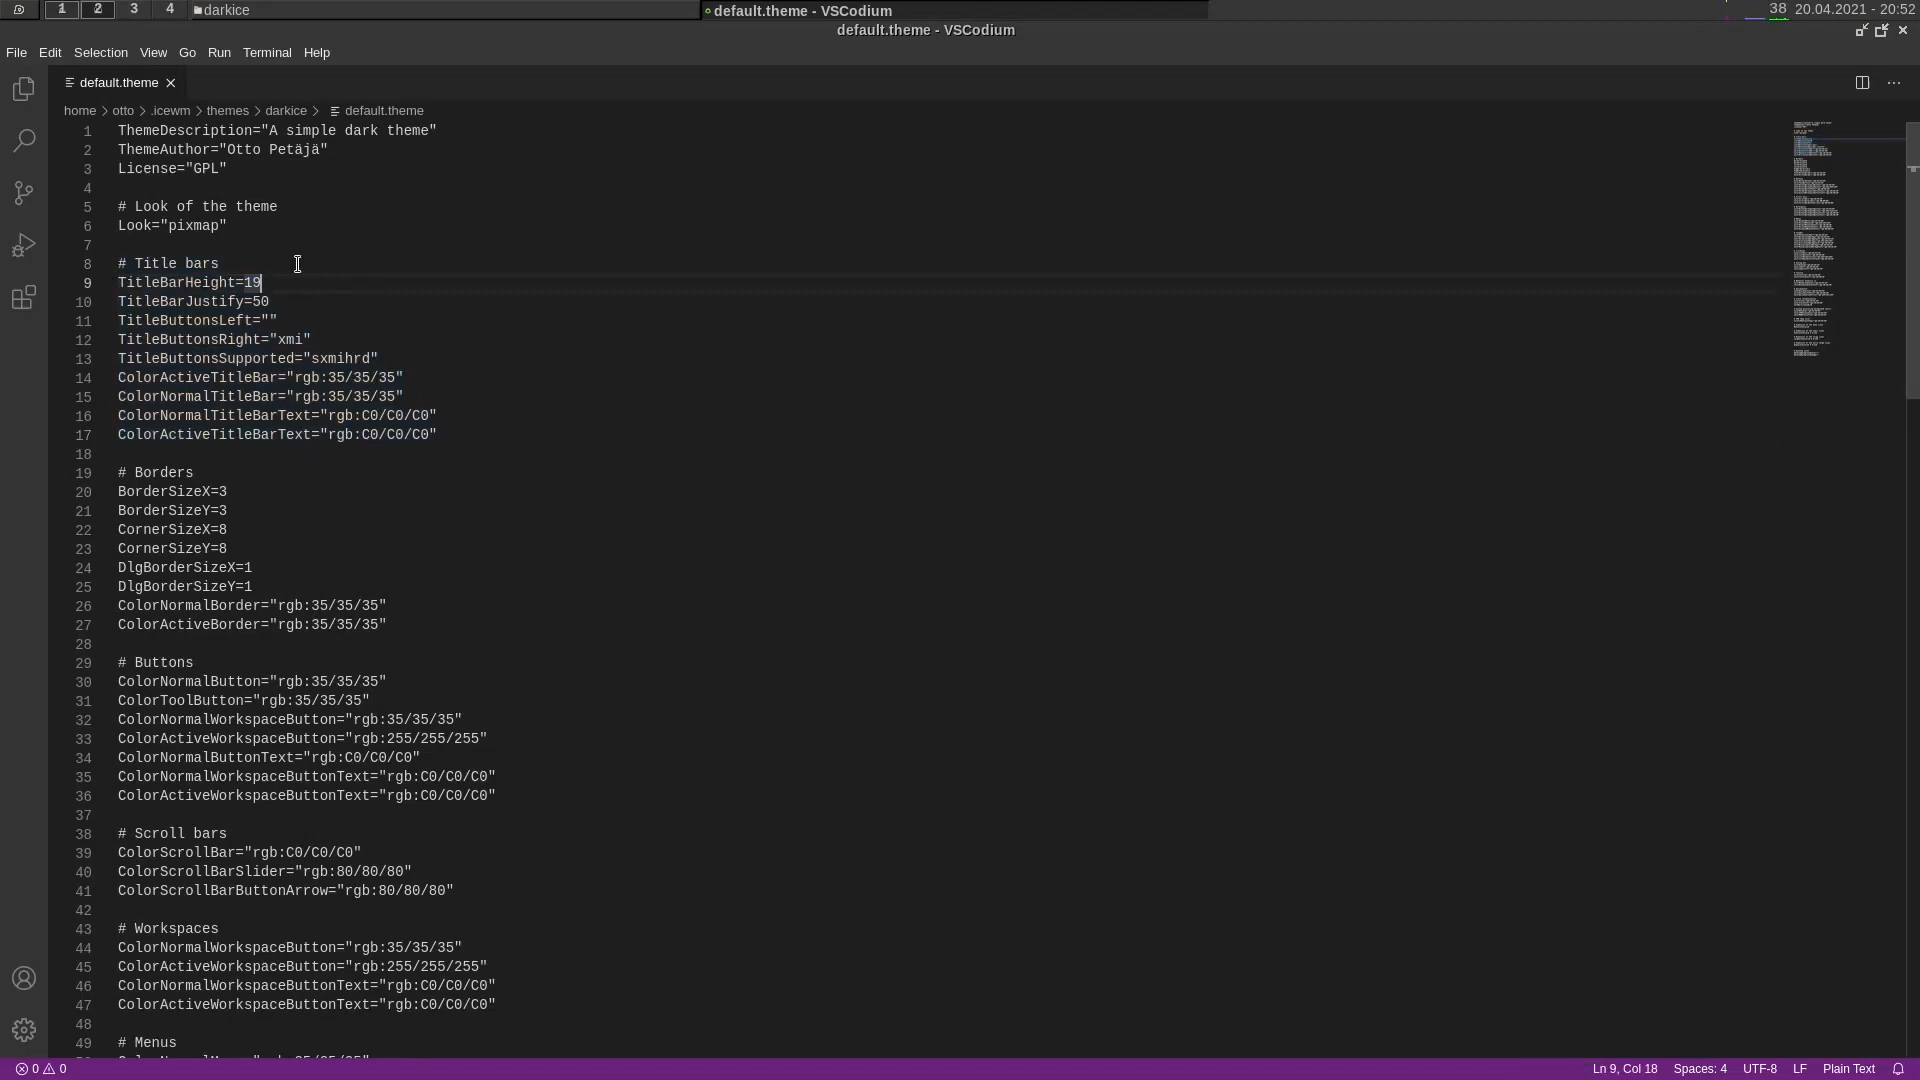 1 2 3 4 darkice default.theme - VSCodium 38 20.04.2021 - 20:52
default.theme - VSCodium
File Edit Selection View Go Run Terminal Help
default.theme
home > otto > .icewm > themes > darkice > default.theme
1 ThemeDescription="A simple dark theme"
2 ThemeAuthor="Otto Petäjä"
3 License="GPL"
4
5 # Look of the theme
6 Look="pixmap"
7
8 # Title bars
9 TitleBarHeight=19
10 TitleBarJustify=50
11 TitleButtonsLeft=""
12 TitleButtonsRight="xmi"
13 TitleButtonsSupported="sxmihrd"
14 ColorActiveTitleBar="rgb:35/35/35"
15 ColorNormalTitleBar="rgb:35/35/35"
16 ColorNormalTitleBarText="rgb:C0/C0/C0"
17 ColorActiveTitleBarText="rgb:C0/C0/C0"
18
19 # Borders
20 BorderSizeX=3
21 BorderSizeY=3
22 CornerSizeX=8
23 CornerSizeY=8
24 DlgBorderSizeX=1
25 DlgBorderSizeY=1
26 ColorNormalBorder="rgb:35/35/35"
27 ColorActiveBorder="rgb:35/35/35"
28
29 # Buttons
30 ColorNormalButton="rgb:35/35/35"
31 ColorToolButton="rgb:35/35/35"
32 ColorNormalWorkspaceButton="rgb:35/35/35"
33 ColorActiveWorkspaceButton="rgb:255/255/255"
34 ColorNormalButtonText="rgb:C0/C0/C0"
35 ColorNormalWorkspaceButtonText="rgb:C0/C0/C0"
36 ColorActiveWorkspaceButtonText="rgb:C0/C0/C0"
37
38 # Scroll bars
39 ColorScrollBar="rgb:C0/C0/C0"
40 ColorScrollBarSlider="rgb:80/80/80"
41 ColorScrollBarButtonArrow="rgb:80/80/80"
42
43 # Workspaces
44 ColorNormalWorkspaceButton="rgb:35/35/35"
45 ColorActiveWorkspaceButton="rgb:255/255/255"
46 ColorNormalWorkspaceButtonText="rgb:C0/C0/C0"
47 ColorActiveWorkspaceButtonText="rgb:C0/C0/C0"
48
49 # Menus
0 0 Ln 9, Col 18 Spaces: 4 UTF-8 LF Plain Text